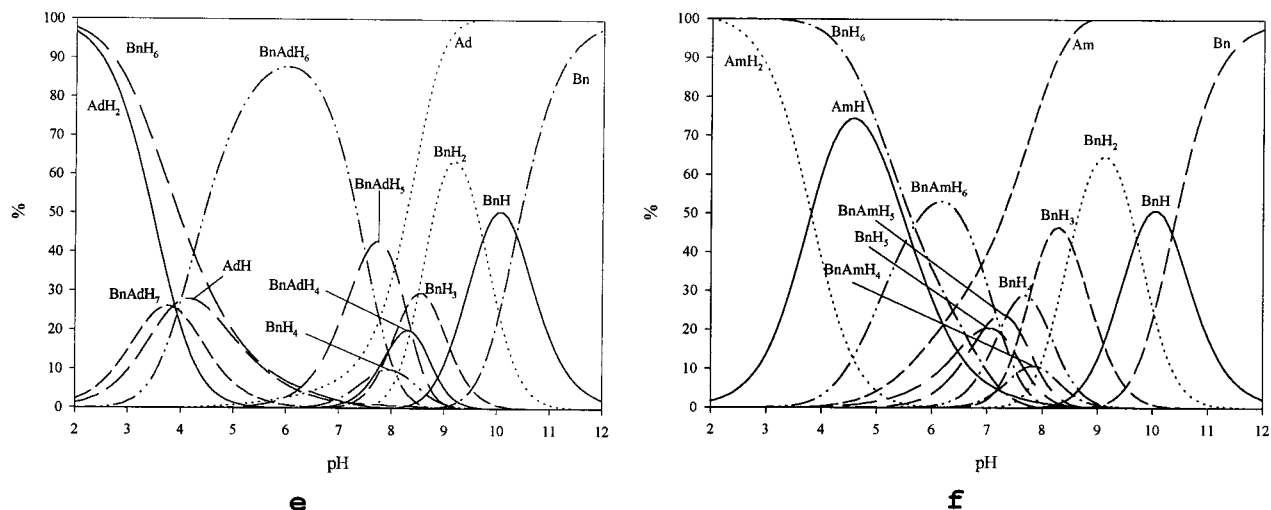 100
90
80
70
60
50
40
30
20
10
0
%
2 3 4 5 6 7 8 9 10 11 12
pH
BnH₆
AdH₂
BnAdH₆
Ad
Bn
BnH₂
BnAdH₅
BnH
AdH
BnAdH₇
BnAdH₄
BnH₃
BnH₄
e
100
90
80
70
60
50
40
30
20
10
0
%
2 3 4 5 6 7 8 9 10 11 12
pH
BnH₆
AmH₂
Am
Bn
AmH
BnH₂
BnAmH₆
BnAmH₅
BnH₃
BnH
BnH₅
BnAmH₄
BnH₄
f